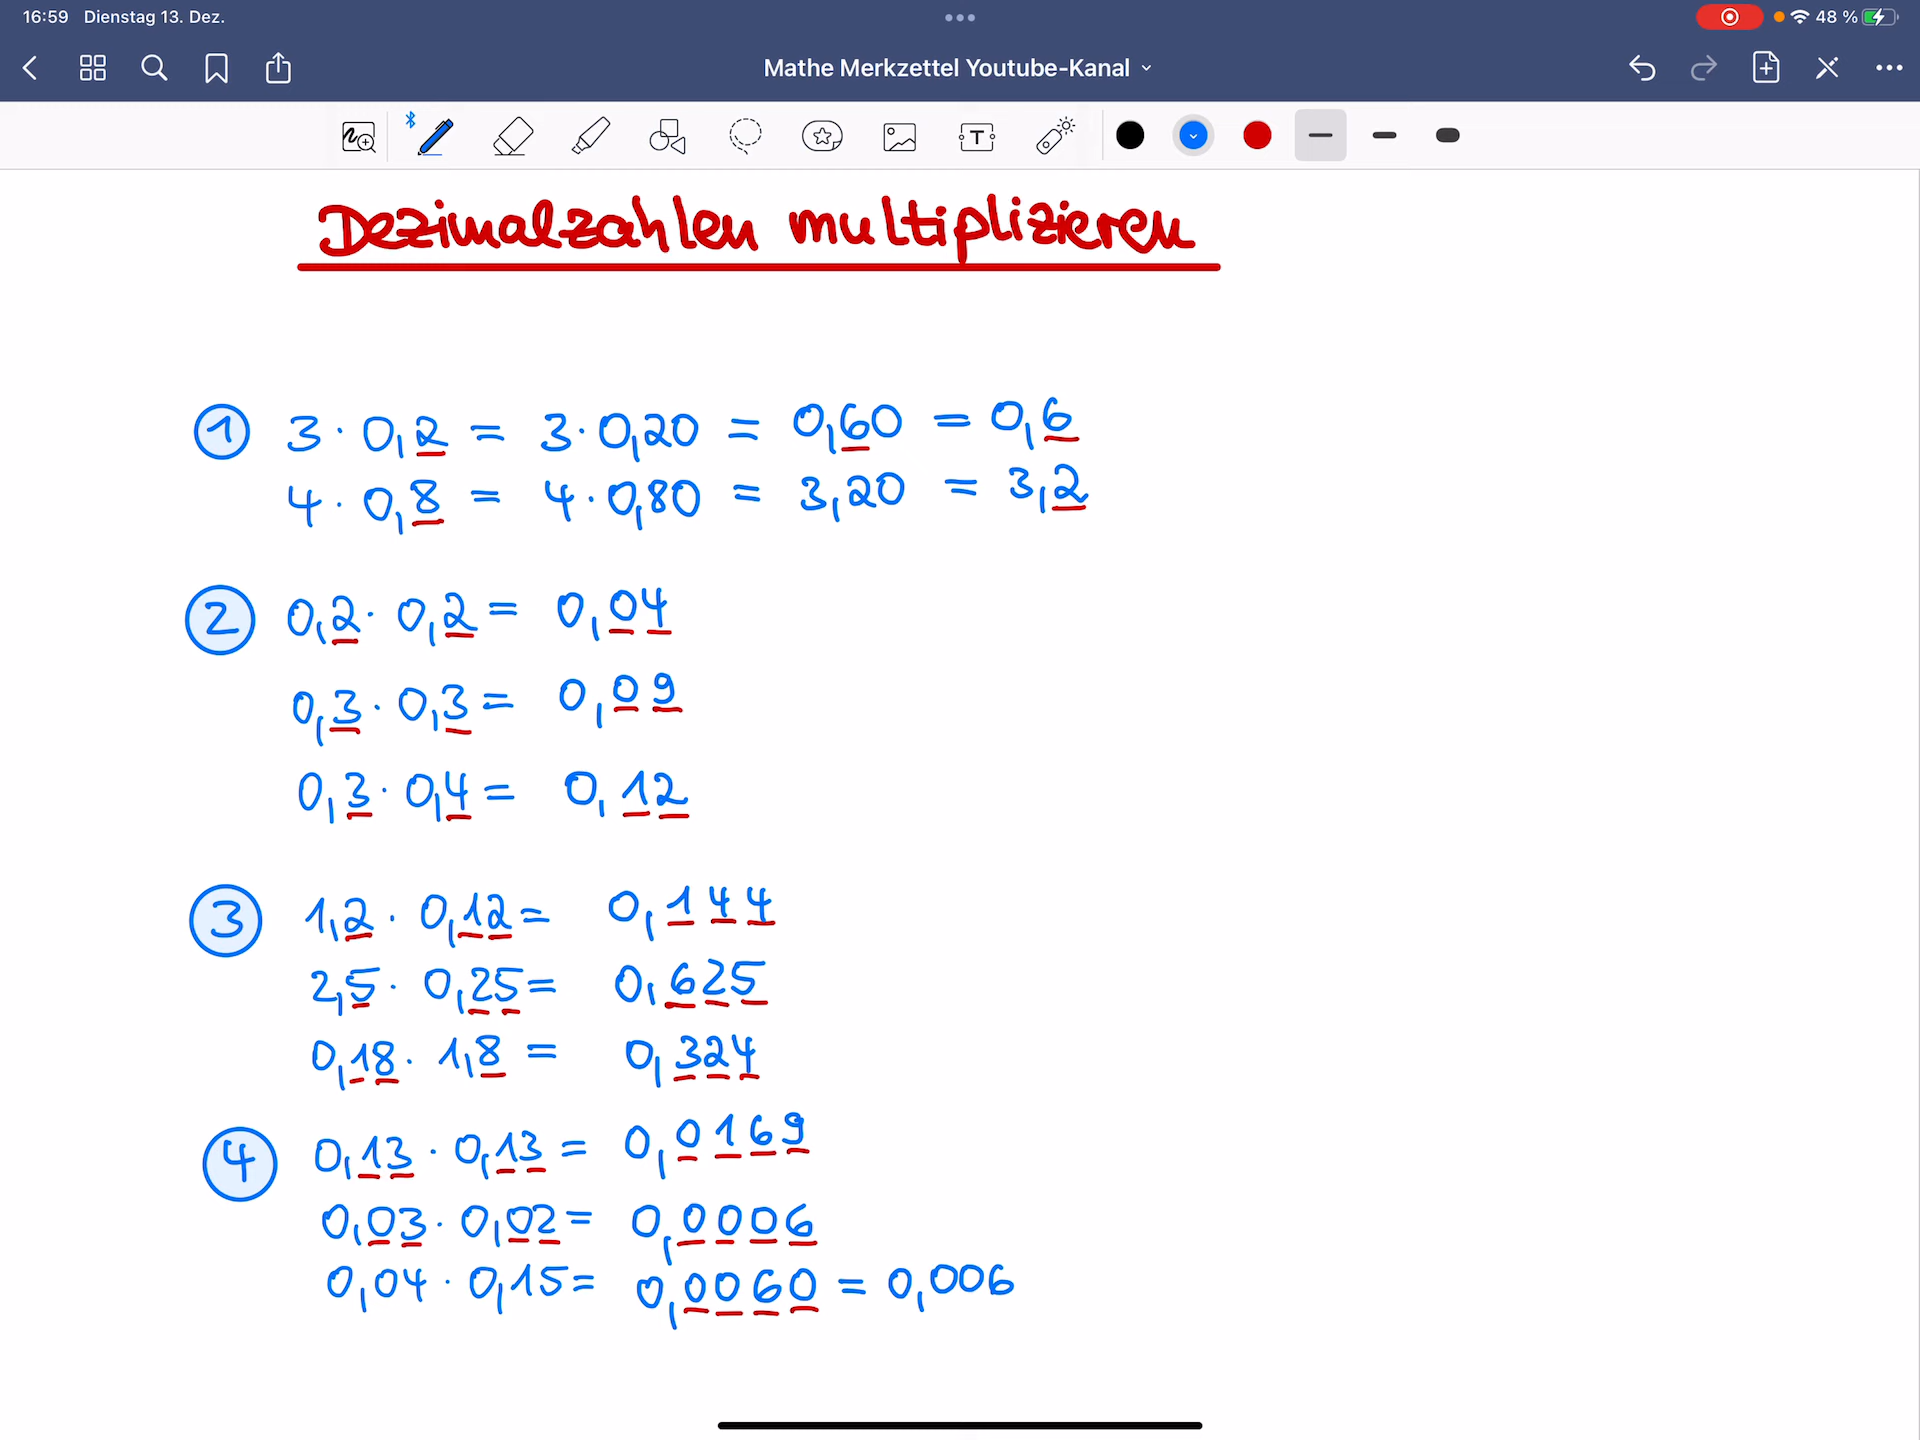 16:59 Dienstag 13. Dez.
48 %
Mathe Merkzettel Youtube-Kanal
T
Dezimalzahlen multiplizieren
1 3 · 0,2 = 3 · 0,20 = 0,60 = 0,6
4 · 0,8 = 4 · 0,80 = 3,20 = 3,2
2 0,2 · 0,2 = 0,04
0,3 · 0,3 = 0,09
0,3 · 0,4 = 0,12
3 1,2 · 0,12 = 0,144
2,5 · 0,25 = 0,625
0,18 · 1,8 = 0,324
4 0,13 · 0,13 = 0,0169
0,03 · 0,02 = 0,0006
0,04 · 0,15 = 0,0060 = 0,006